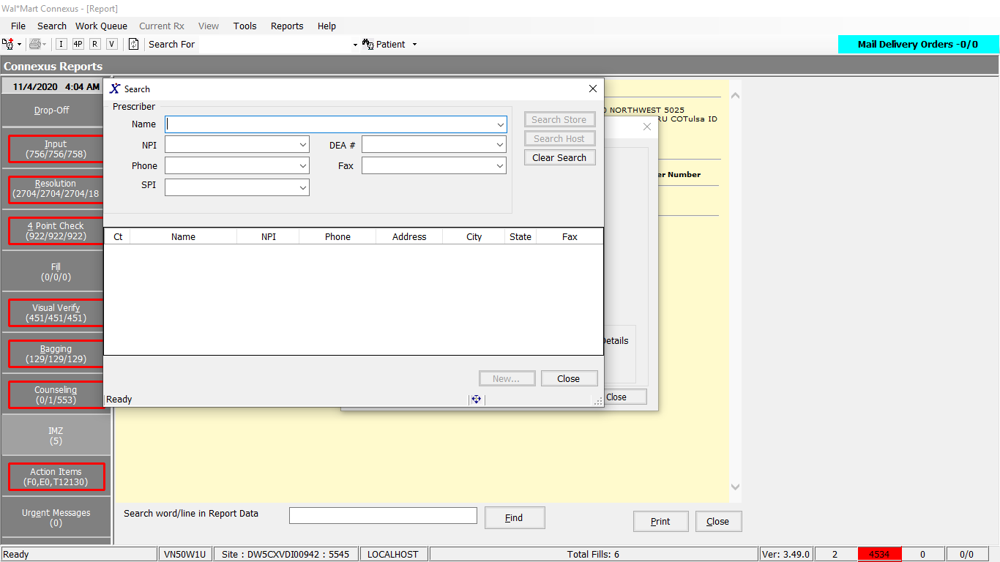 Wal*Mart Connexus - [Report]
File Search Work Queue Current Rx View Tools Reports Help
I 4P R V Search For Patient Mail Delivery Orders -0/0
Connexus Reports
11/4/2020 4:04 AM
Drop-Off
Input
(756/756/758)
Resolution
(2704/2704/2704/18
4 Point Check
(922/922/922)
Fill
(0/0/0)
Visual Verify
(451/451/451)
Bagging
(129/129/129)
Counseling
(0/1/553)
IMZ
(5)
Action Items
(F0,E0,T12130)
Urgent Messages
(0)
Search
Prescriber
Name
NPI DEA #
Phone Fax
SPI
Search Store
Search Host
Clear Search
Ct Name NPI Phone Address City State Fax
New... Close
Ready
NORTHWEST 5025
RU COTulsa ID
er Number
Details
Close
Search word/line in Report Data Find Print Close
Ready VN50W1U Site : DW5CXVDI00942 : 5545 LOCALHOST Total Fills: 6 Ver: 3.49.0 2 4534 0 0/0